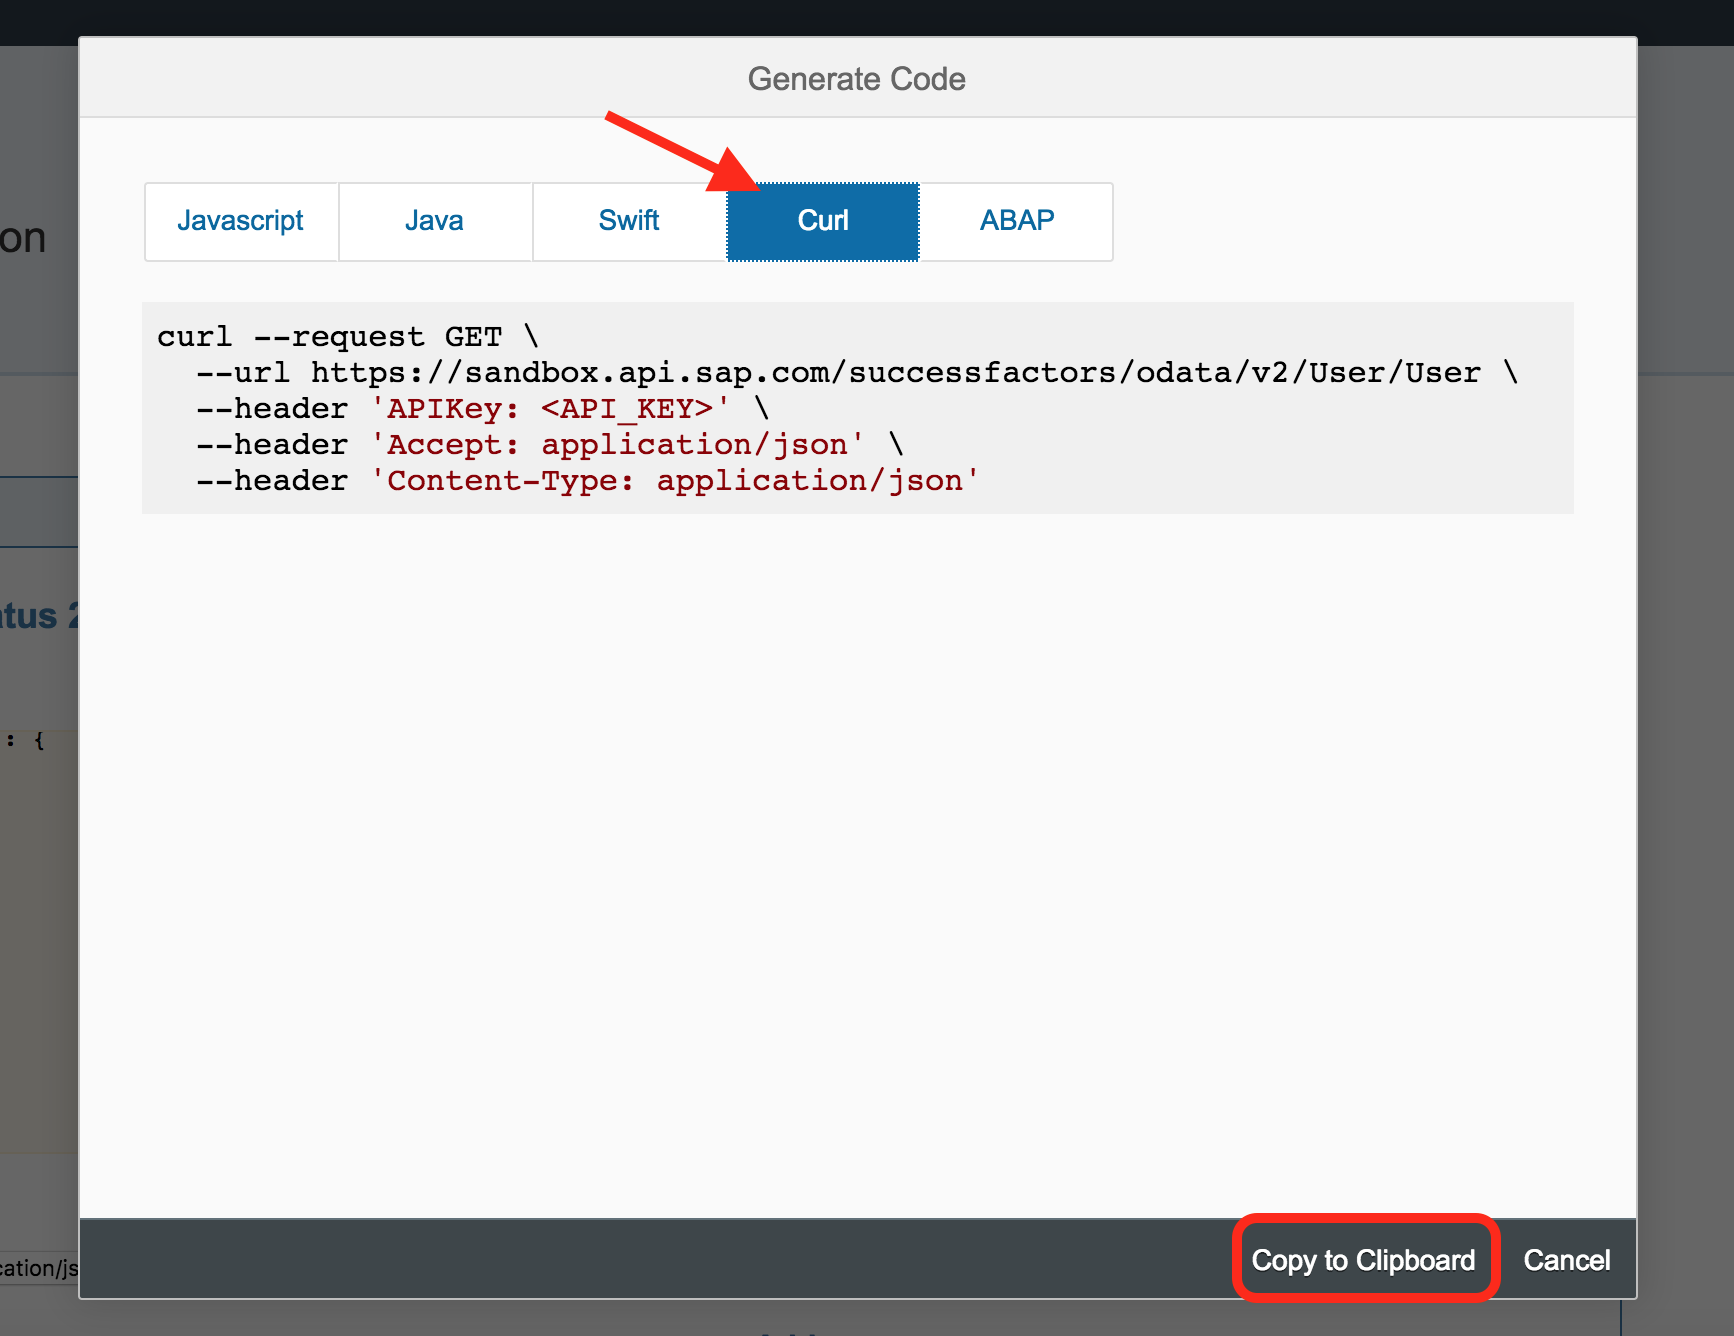 Generate Code
Javascript Java Swift Curl ABAP
on
curl --request GET \
--url https://sandbox.api.sap.com/successfactors/odata/v2/User/User \
--header 'APIKey: <API_KEY>' \
--header 'Accept: application/json' \
--header 'Content-Type: application/json'
tus 2
: {
cation/js
Copy to Clipboard Cancel